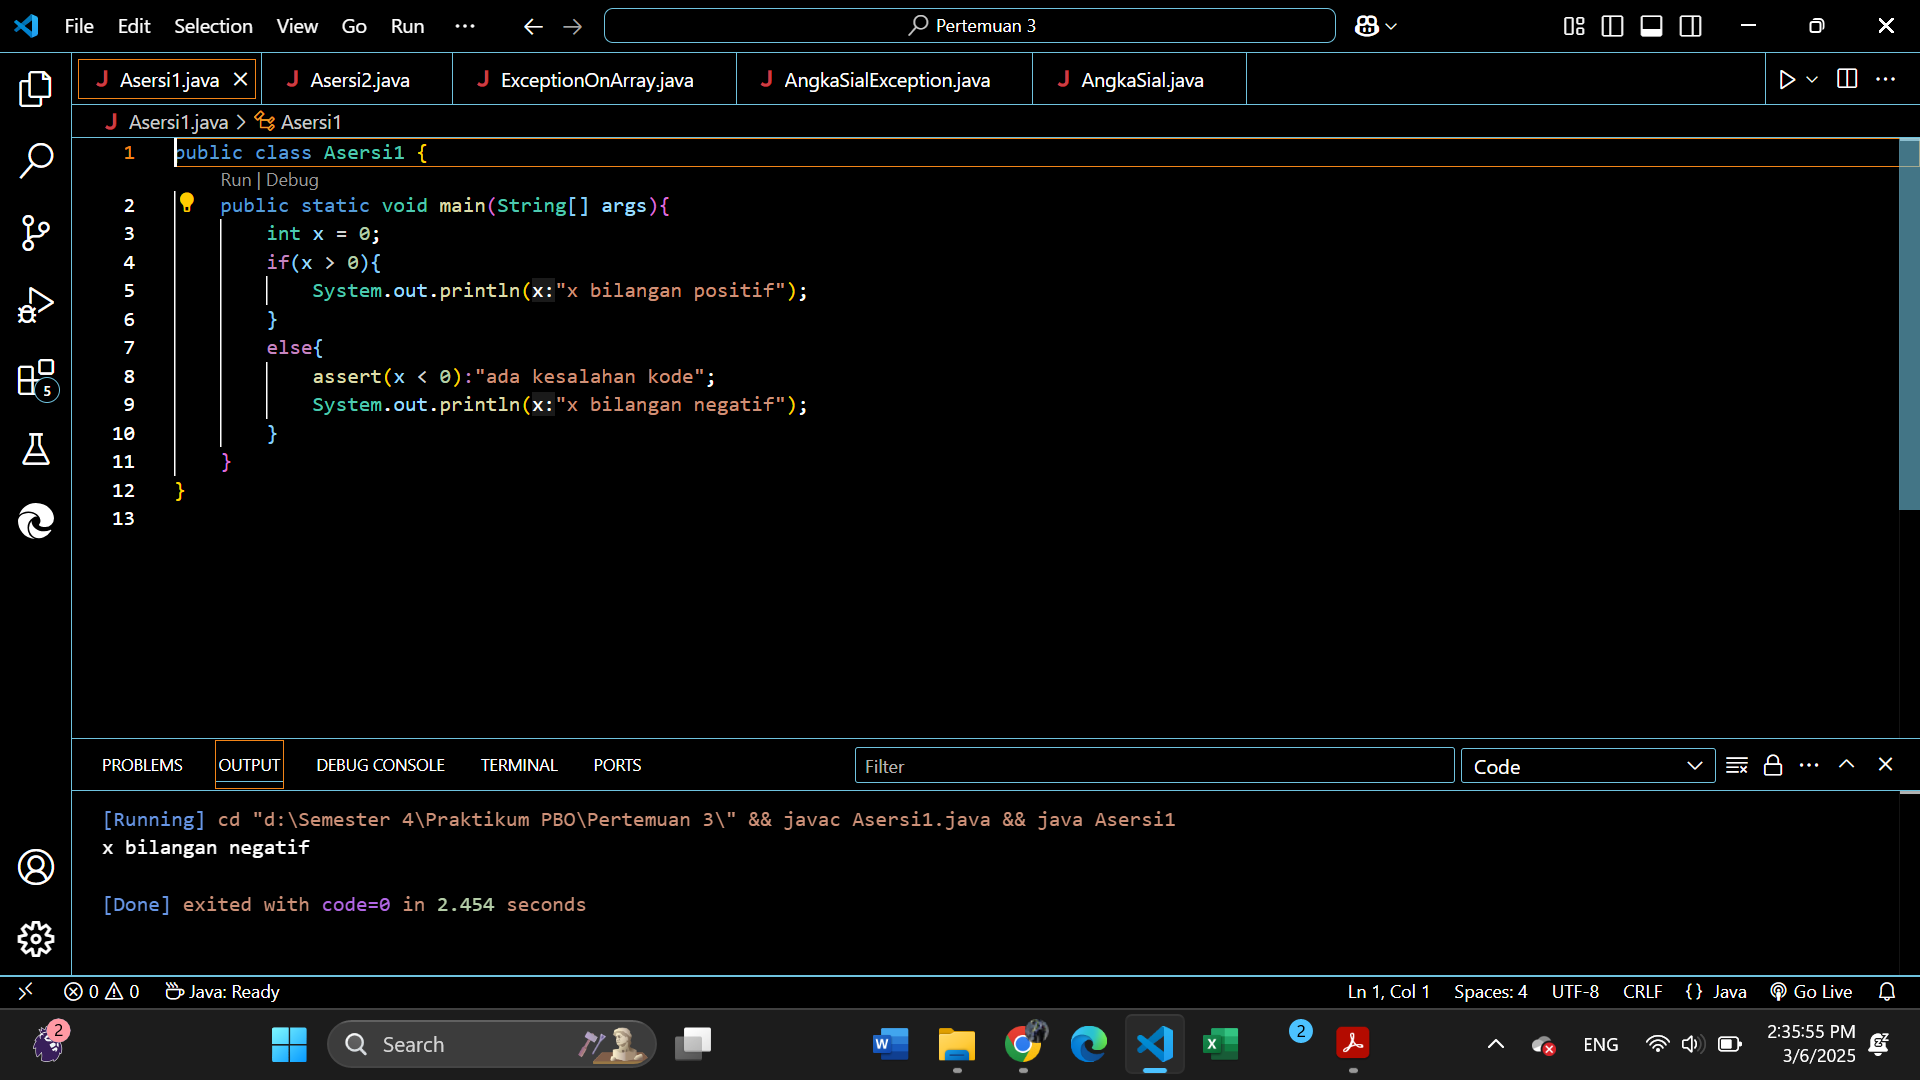 File Edit Selection View Go Run ··· Pertemuan 3
Asersi1.java Asersi2.java ExceptionOnArray.java AngkaSialException.java AngkaSial.java
Asersi1.java > Asersi1
1 public class Asersi1 {
Run | Debug
2 public static void main(String[] args){
3 int x = 0;
4 if(x > 0){
5 System.out.println(x:"x bilangan positif");
6 }
7 else{
8 assert(x < 0):"ada kesalahan kode";
9 System.out.println(x:"x bilangan negatif");
10 }
11 }
12 }
13
5
PROBLEMS OUTPUT DEBUG CONSOLE TERMINAL PORTS Filter Code
[Running] cd "d:\Semester 4\Praktikum PBO\Pertemuan 3\" && javac Asersi1.java && java Asersi1
x bilangan negatif
[Done] exited with code=0 in 2.454 seconds
0 0 Java: Ready Ln 1, Col 1 Spaces: 4 UTF-8 CRLF {} Java Go Live
2 Search 2 ENG 2:35:55 PM
3/6/2025